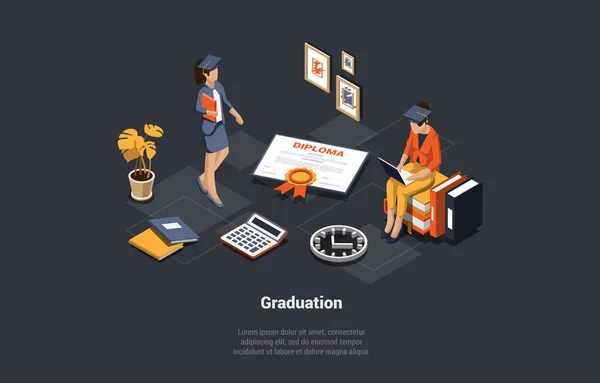 DIPLOMA
Graduation
Lorem ipsum dolor sit amet, consectetur
adipiscing elit, sed do eiusmod tempor
incididunt ut labore et dolore magna aliqua.